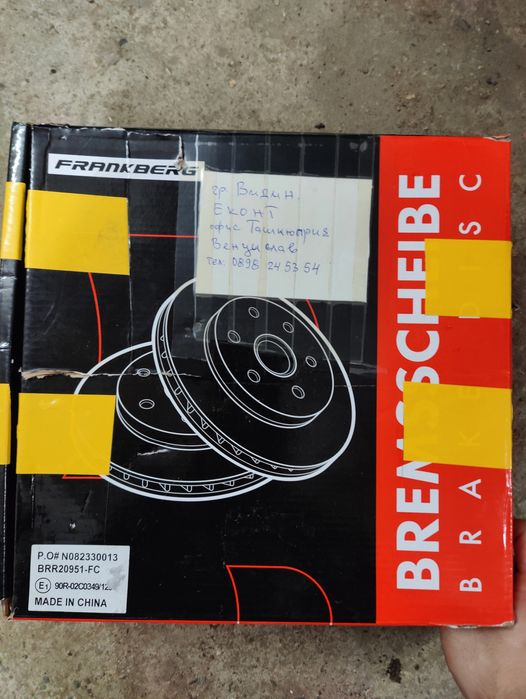 FRANKBERG
гр. Видин.
Еконт
офис Ташкюприя
Венцислав
тел. 0898 24 53 54
BREMSSCHEIBE
BRAKE DISC
P.O# N082330013
BRR20951-FC
E1 90R-02C0349/12
MADE IN CHINA